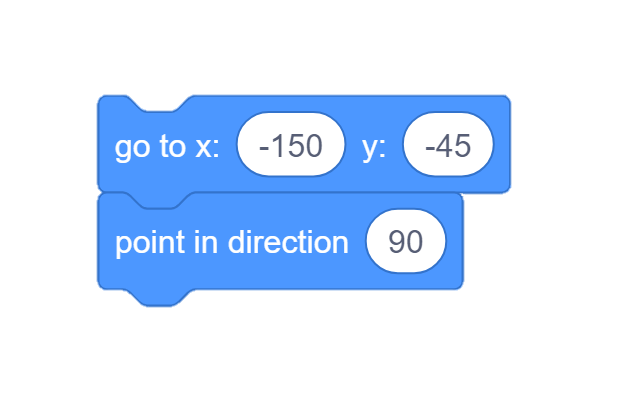 go to x: -150 y: -45
point in direction 90